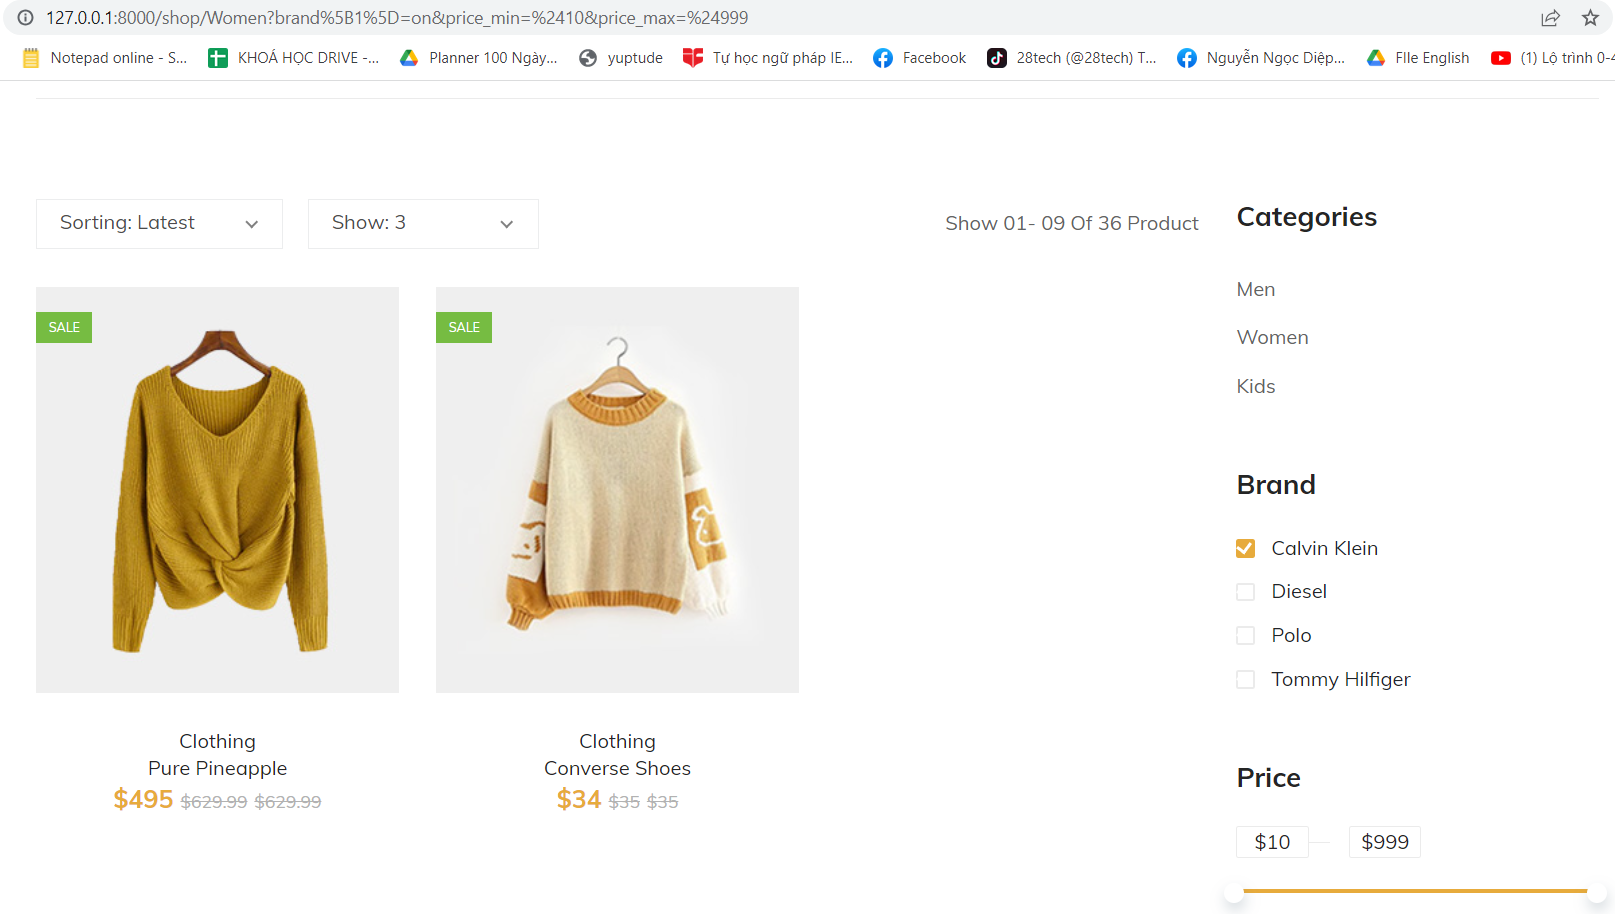 127.0.0.1:8000/shop/Women?brand%5B1%5D=on&price_min=%2410&price_max=%24999
Notepad online - S... KHOÁ HỌC DRIVE -... Planner 100 Ngày... yuptude Tự học ngữ pháp IE... Facebook 28tech (@28tech) T... Nguyễn Ngọc Diệp... FIle English (1) Lộ trình 0-4
Sorting: Latest
Show: 3
Show 01- 09 Of 36 Product
SALE
SALE
Clothing
Pure Pineapple
$495 $629.99 $629.99
Clothing
Converse Shoes
$34 $35 $35
Categories
Men
Women
Kids
Brand
Calvin Klein
Diesel
Polo
Tommy Hilfiger
Price
$10 $999